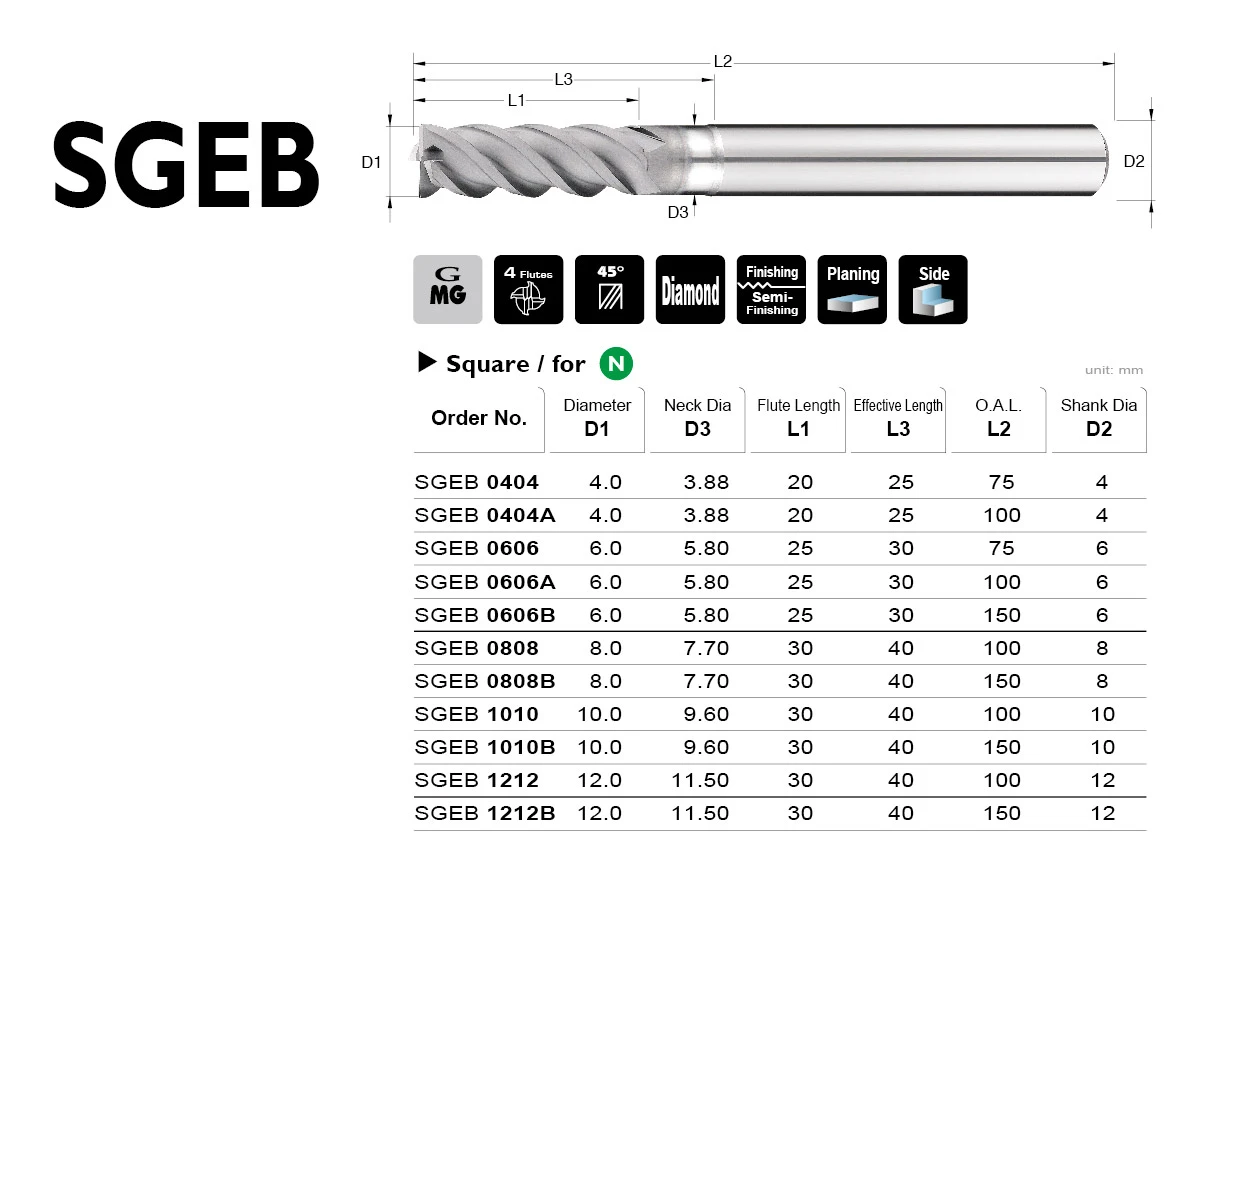 SGEB
L2
L3
L1
D1
D2
D3
G
MG
4 Flutes
45°
Diamond
Finishing
Semi-
Finishing
Planing
Side
▶ Square / for N
unit: mm
Order No. Diameter D1 Neck Dia D3 Flute Length L1 Effective Length L3 O.A.L. L2 Shank Dia D2
SGEB 0404 4.0 3.88 20 25 75 4
SGEB 0404A 4.0 3.88 20 25 100 4
SGEB 0606 6.0 5.80 25 30 75 6
SGEB 0606A 6.0 5.80 25 30 100 6
SGEB 0606B 6.0 5.80 25 30 150 6
SGEB 0808 8.0 7.70 30 40 100 8
SGEB 0808B 8.0 7.70 30 40 150 8
SGEB 1010 10.0 9.60 30 40 100 10
SGEB 1010B 10.0 9.60 30 40 150 10
SGEB 1212 12.0 11.50 30 40 100 12
SGEB 1212B 12.0 11.50 30 40 150 12